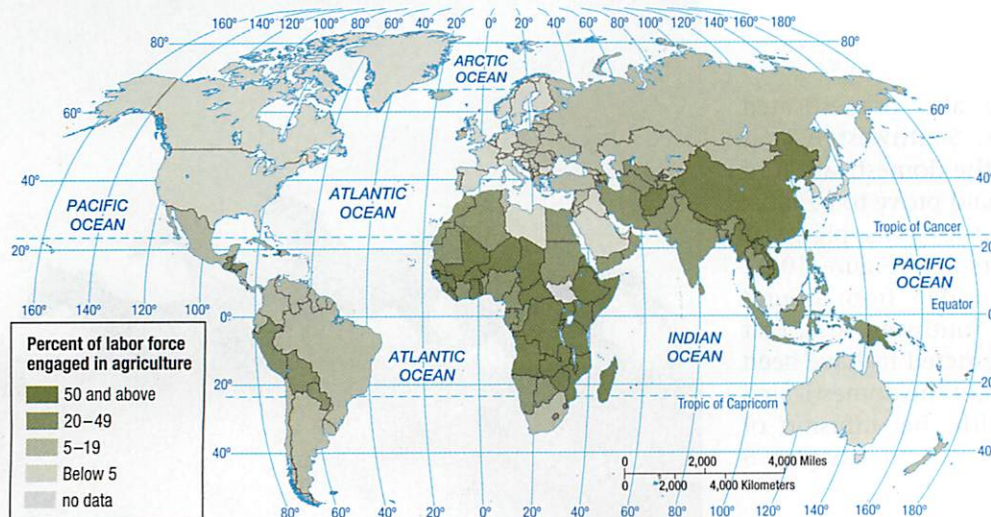 160° 140° 120° 100° 80° 60° 40° 20° 0° 20° 40° 60° 80° 100° 120° 140° 160° 180°
80° 80°
ARCTIC
OCEAN
60° 60°
40° 40°
PACIFIC
OCEAN
ATLANTIC
OCEAN
Tropic of Cancer
20° 20°
PACIFIC
OCEAN
160° 140° 120° 100°
Equator
0° 0°
ATLANTIC
OCEAN
INDIAN
OCEAN
20° 20°
Tropic of Capricorn
40° 40°
0 2,000 4,000 Miles
0 2,000 4,000 Kilometers
80° 60° 40° 20° 0° 20° 40° 60° 80° 100° 120° 140° 160° 180°
Percent of labor force
engaged in agriculture
50 and above
20–49
5–19
Below 5
no data